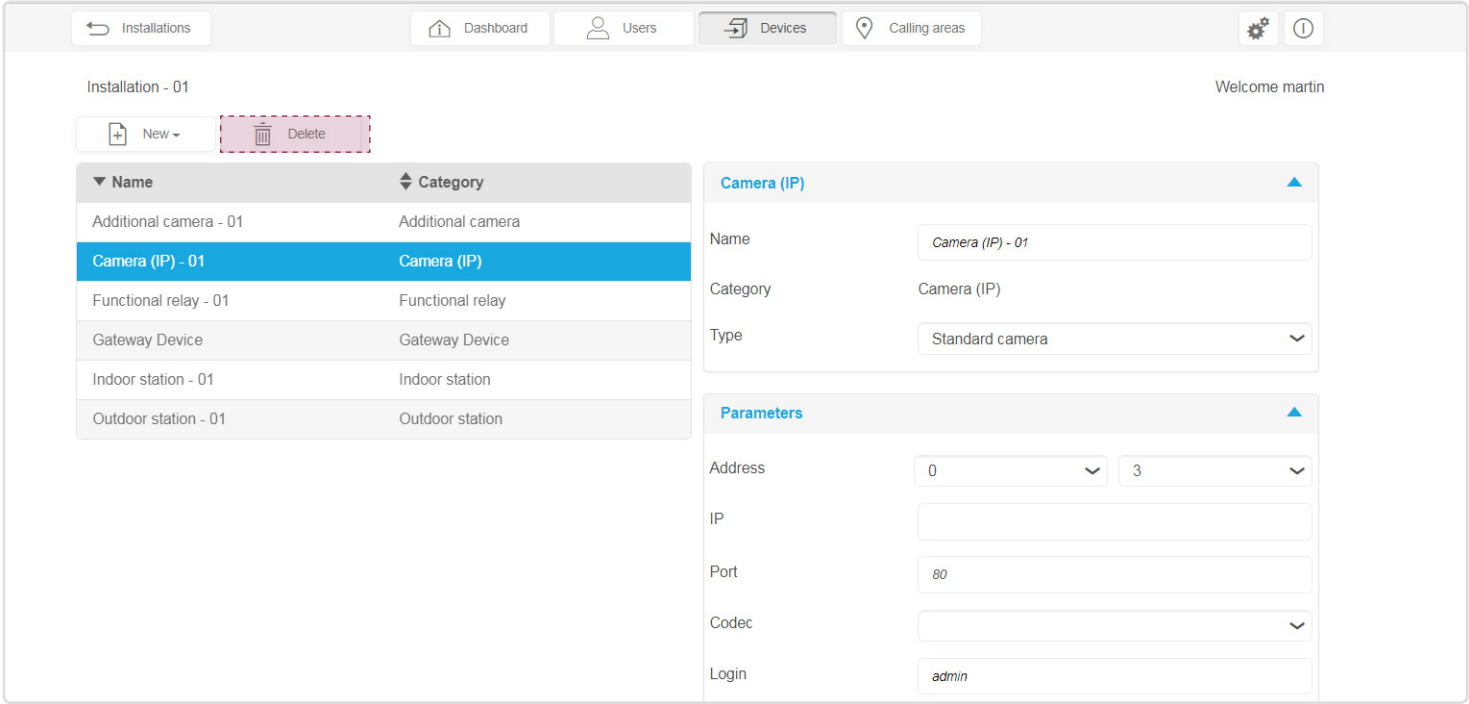 Installations Dashboard Users Devices Calling areas
Installation - 01 Welcome martin
New Delete
Name Category
Additional camera - 01 Additional camera
Camera (IP) - 01 Camera (IP)
Functional relay - 01 Functional relay
Gateway Device Gateway Device
Indoor station - 01 Indoor station
Outdoor station - 01 Outdoor station
Camera (IP)
Name Camera (IP) - 01
Category Camera (IP)
Type Standard camera
Parameters
Address 0 3
IP
Port 80
Codec
Login admin